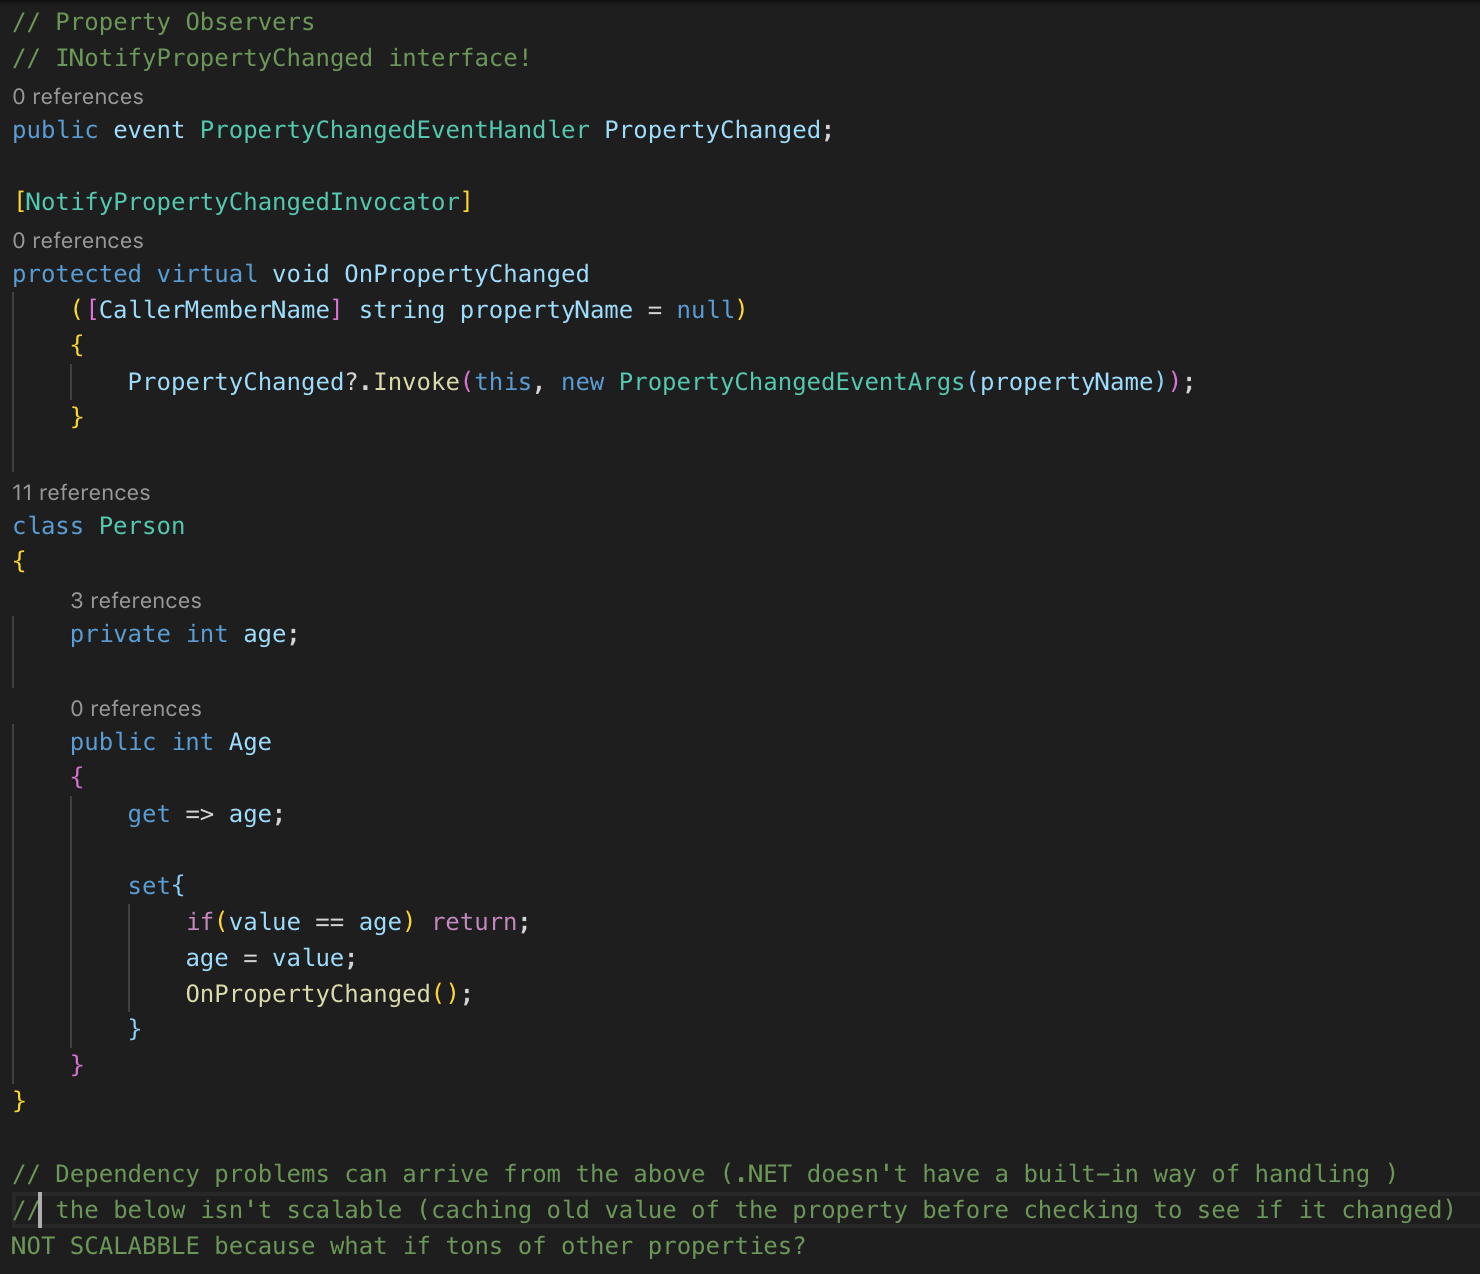 // Property Observers
// INotifyPropertyChanged interface!
0 references
public event PropertyChangedEventHandler PropertyChanged;
[NotifyPropertyChangedInvocator]
0 references
protected virtual void OnPropertyChanged
([CallerMemberName] string propertyName = null)
{
PropertyChanged?.Invoke(this, new PropertyChangedEventArgs(propertyName));
}
11 references
class Person
{
3 references
private int age;
0 references
public int Age
{
get => age;
set{
if(value == age) return;
age = value;
OnPropertyChanged();
}
}
}
// Dependency problems can arrive from the above (.NET doesn't have a built-in way of handling )
// the below isn't scalable (caching old value of the property before checking to see if it changed)
NOT SCALABBLE because what if tons of other properties?